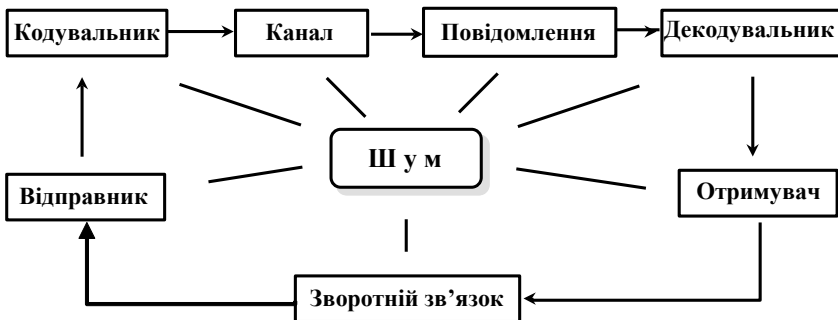 Кодувальник
Канал
Повідомлення
Декодувальник
Ш у м
Відправник
Отримувач
Зворотній зв’язок